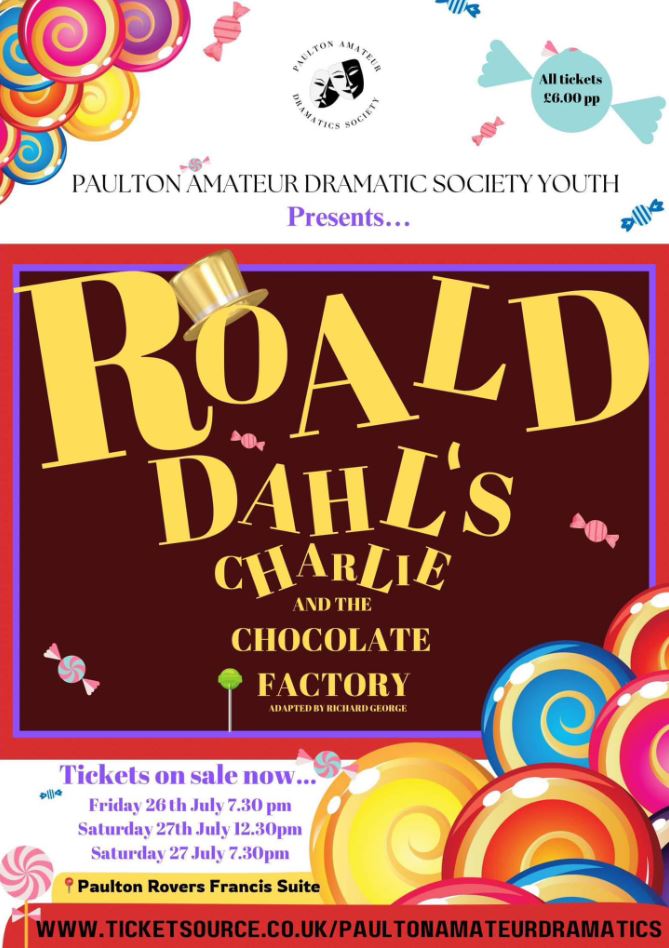 PAULTON AMATEUR
DRAMATICS SOCIETY
All tickets
£6.00 pp
PAULTON AMATEUR DRAMATIC SOCIETY YOUTH
Presents...
ROALD
DAHL'S
CHARLIE
AND THE
CHOCOLATE
FACTORY
ADAPTED BY RICHARD GEORGE
Tickets on sale now...
Friday 26 th July 7.30 pm
Saturday 27th July 12.30pm
Saturday 27 July 7.30pm
Paulton Rovers Francis Suite
WWW.TICKETSOURCE.CO.UK/PAULTONAMATEURDRAMATICS